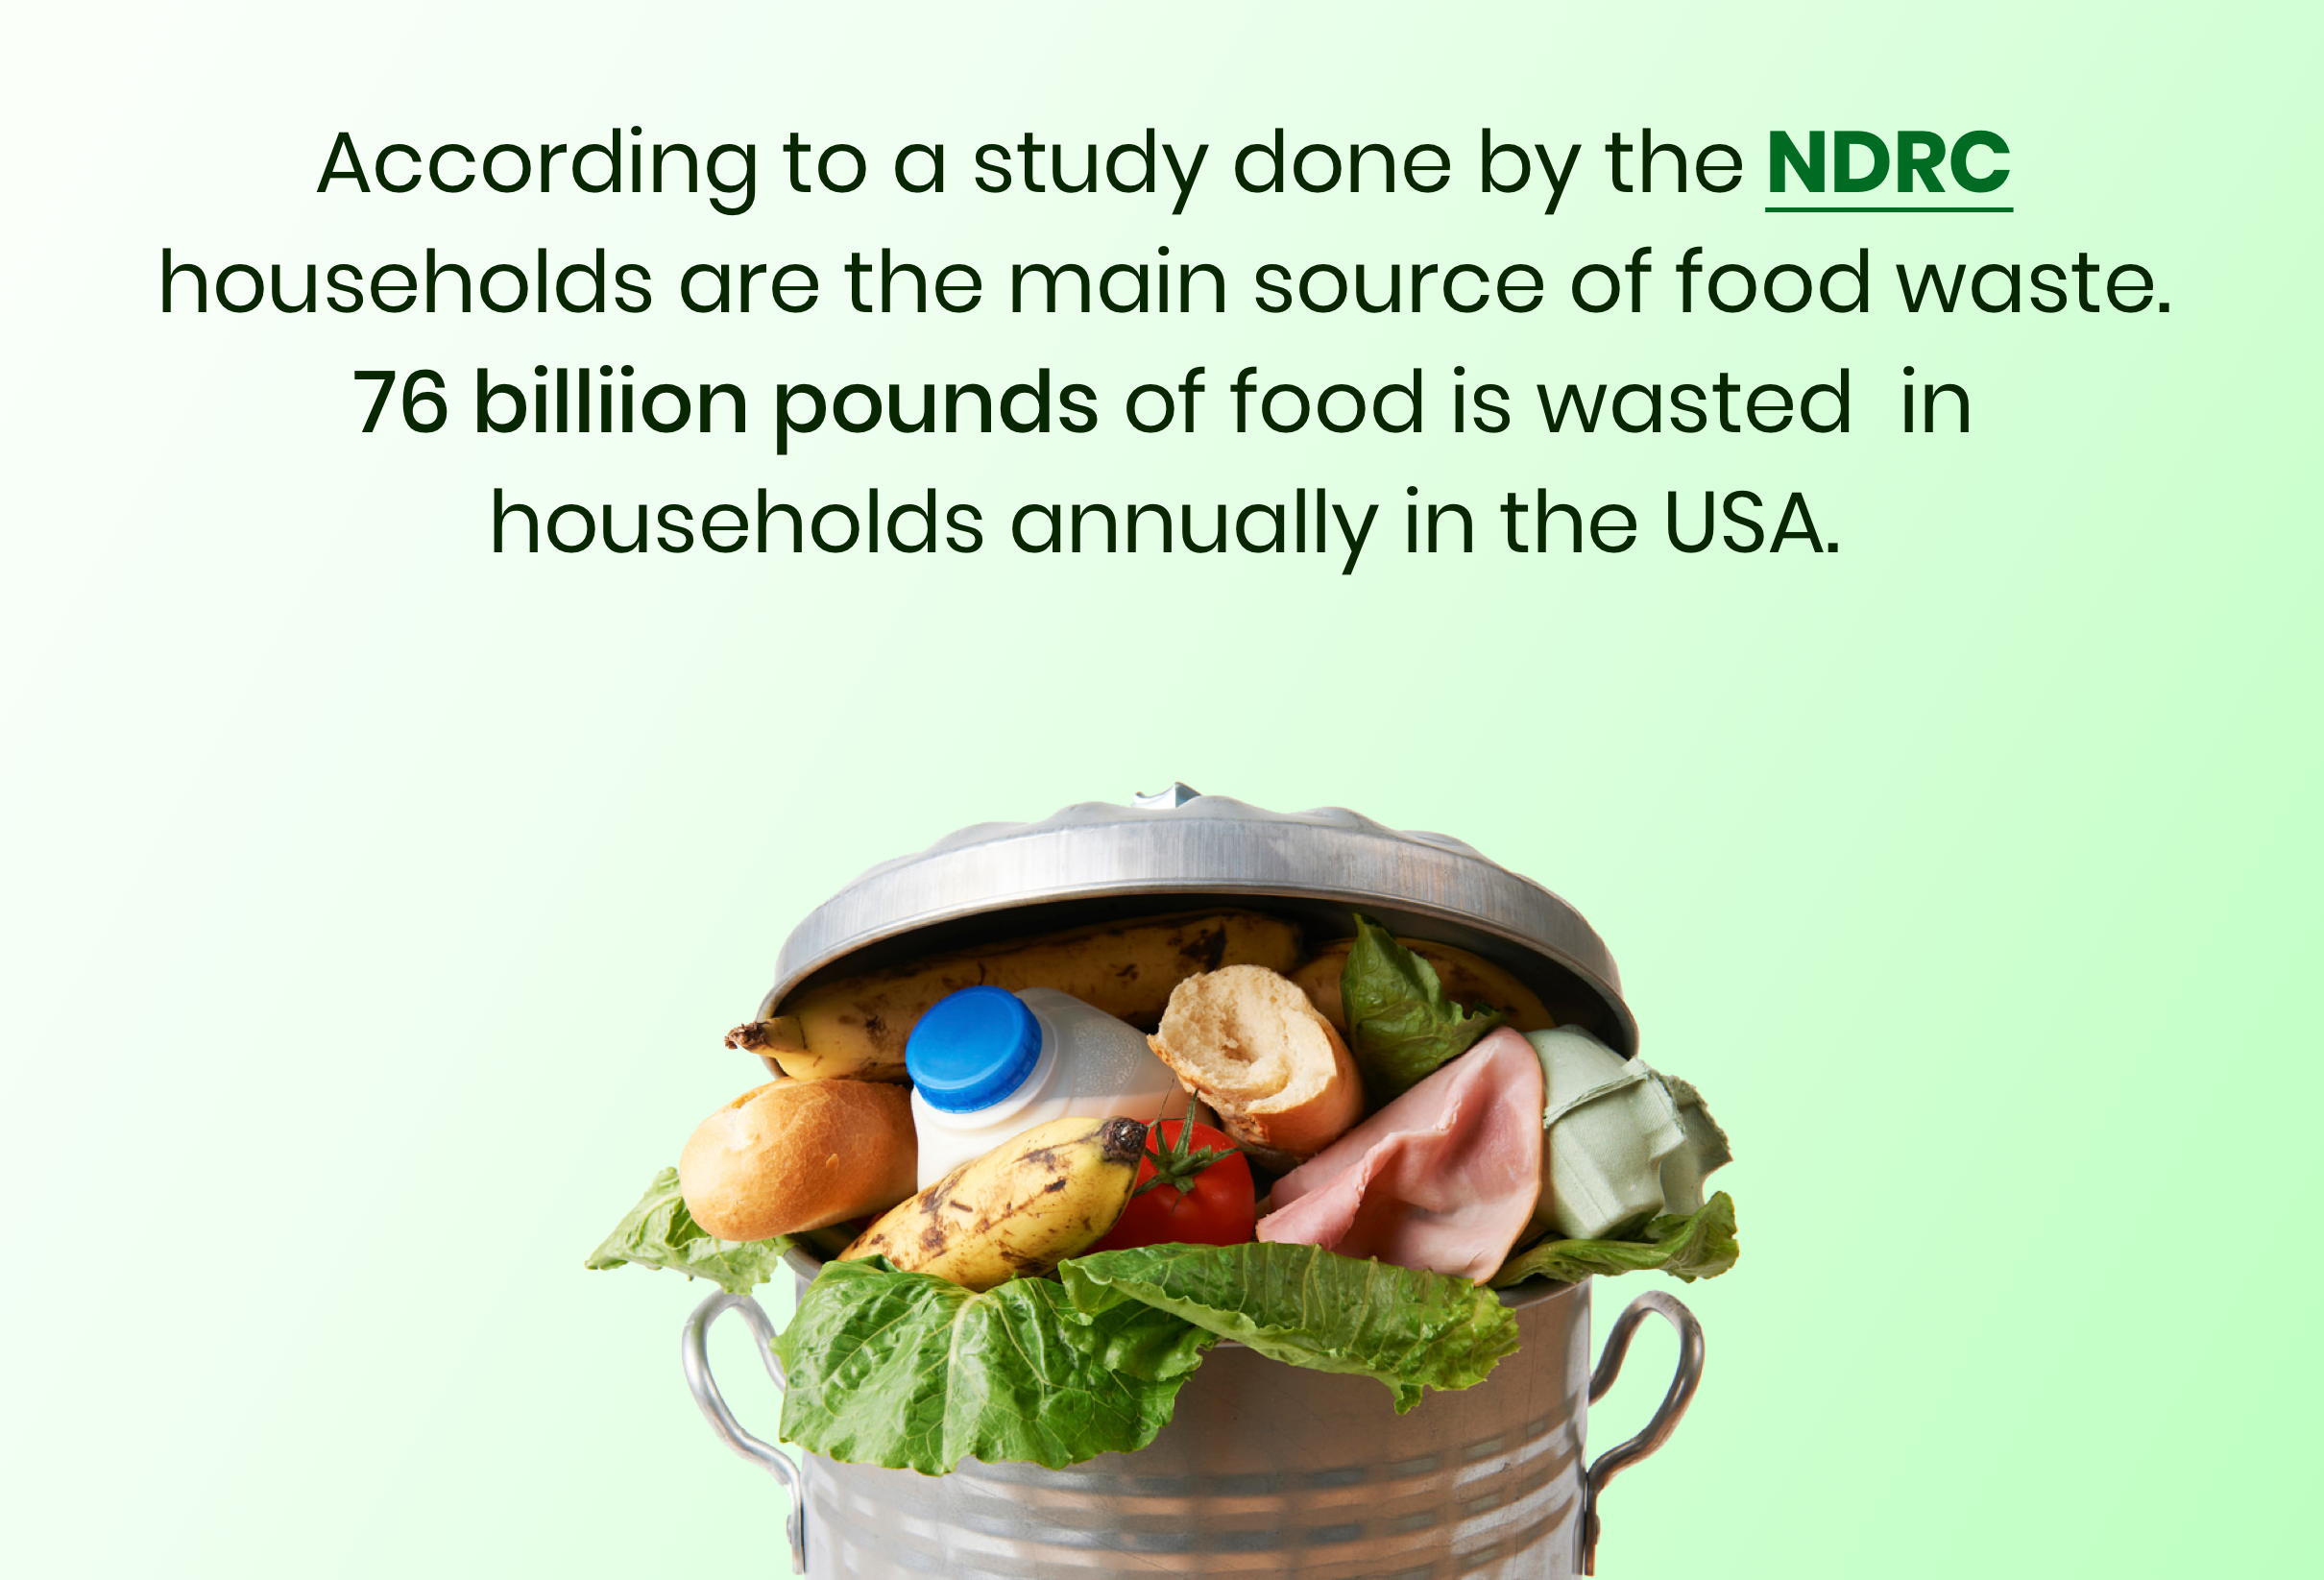 According to a study done by the NDRC
households are the main source of food waste.
76 billiion pounds of food is wasted  in
households annually in the USA.